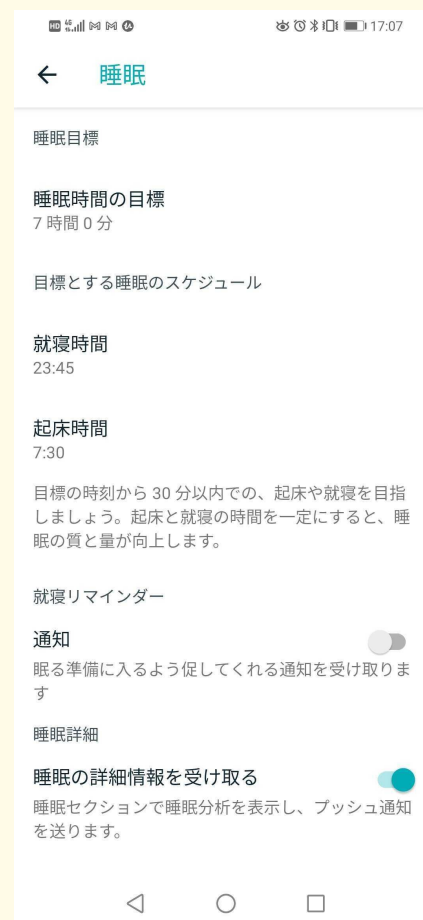 HD 4G 17:07
睡眠
睡眠目標
睡眠時間の目標
7 時間 0 分
目標とする睡眠のスケジュール
就寝時間
23:45
起床時間
7:30
目標の時刻から 30 分以内での、起床や就寝を目指
しましょう。起床と就寝の時間を一定にすると、睡
眠の質と量が向上します。
就寝リマインダー
通知
眠る準備に入るよう促してくれる通知を受け取りま
す
睡眠詳細
睡眠の詳細情報を受け取る
睡眠セクションで睡眠分析を表示し、プッシュ通知
を送ります。